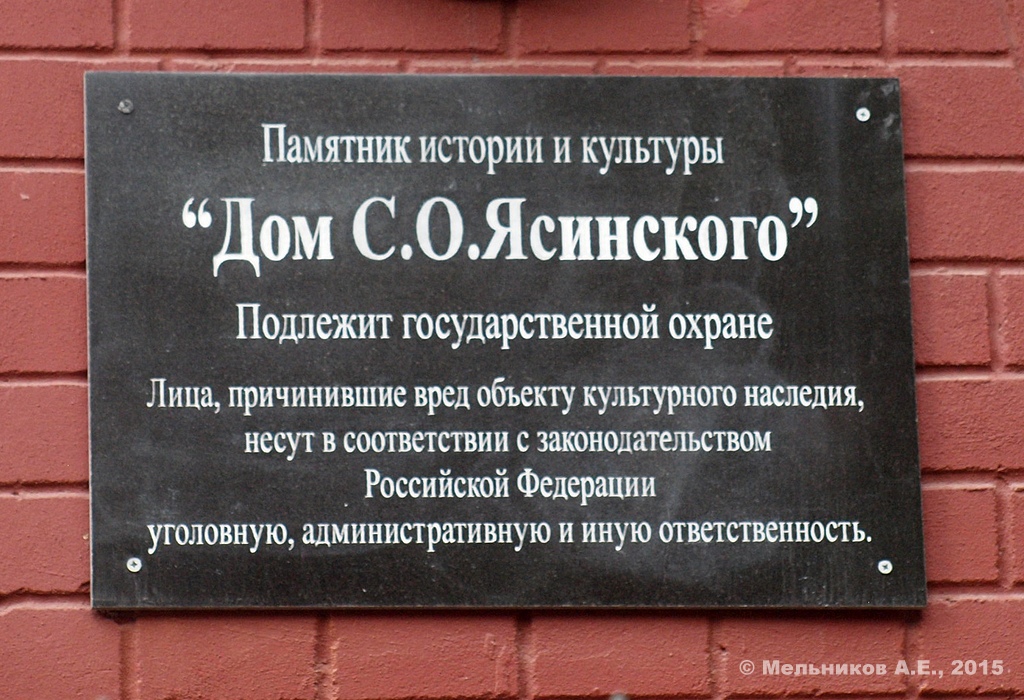 Памятник истории и культуры
“Дом С.О.Ясинского”
Подлежит государственной охране
Лица, причинившие вред объекту культурного наследия,
несут в соответствии с законодательством
Российской Федерации
уголовную, административную и иную ответственность.
© Мельников А.Е., 2015